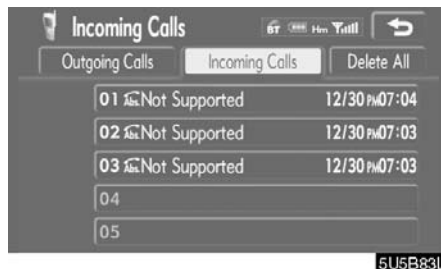 Incoming Calls BT Hm
Outgoing Calls Incoming Calls Delete All
01 Not Supported 12/30 PM07:04
02 Not Supported 12/30 PM07:03
03 Not Supported 12/30 PM07:03
04
05
5U5B83I